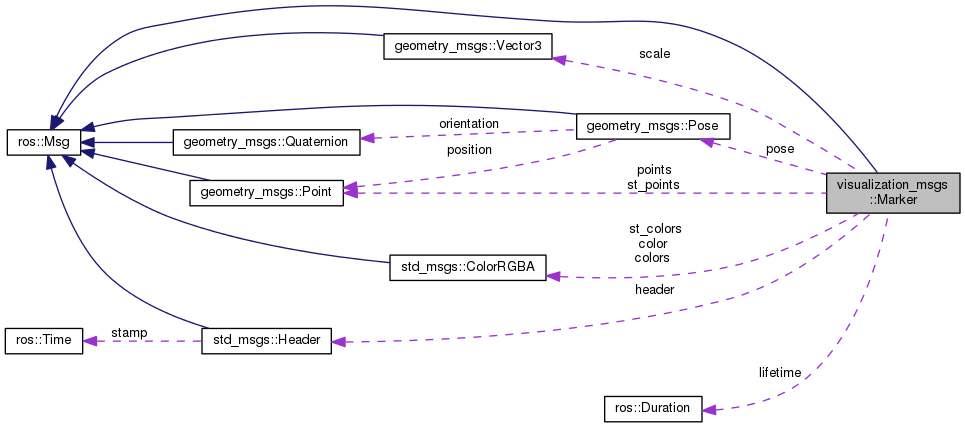 geometry_msgs::Vector3
scale
ros::Msg
geometry_msgs::Quaternion
orientation
geometry_msgs::Pose
position
pose
geometry_msgs::Point
points
st_points
visualization_msgs
::Marker
st_colors
color
colors
std_msgs::ColorRGBA
header
ros::Time
stamp
std_msgs::Header
lifetime
ros::Duration